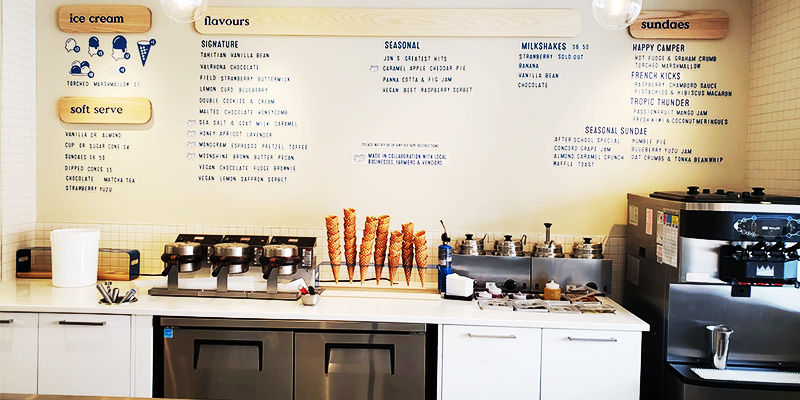 ice cream
TORCHED MARSHMALLOW $1
soft serve
VANILLA OR ALMOND
CUP OR SUGAR CONE $4
SUNDAES $6 50
DIPPED CONES $5
CHOCOLATE MATCHA TEA
STRAWBERRY YUZU
flavours
SIGNATURE
TAHITIAN VANILLA BEAN
VALRHONA CHOCOLATE
FIELD STRAWBERRY BUTTERMILK
LEMON CURD BLUEBERRY
DOUBLE COOKIES & CREAM
MALTED CHOCOLATE HONEYCOMB
SEA SALT & GOAT MILK CARAMEL
HONEY APRICOT LAVENDER
MONOGRAM ESPRESSO PRETZEL TOFFEE
MOONSHINE BROWN BUTTER PECAN
VEGAN CHOCOLATE FUDGE BROWNIE
VEGAN LEMON SAFFRON SORBET
SEASONAL
JON'S GREATEST HITS
CARAMEL APPLE CHEDDAR PIE
PANNA COTTA & FIG JAM
VEGAN BEET RASPBERRY SORBET
PLEASE NOTIFY US OF ANY DIETARY RESTRICTIONS
MADE IN COLLABORATION WITH LOCAL
BUSINESSES, FARMERS & VENDORS
MILKSHAKES $8 50
STRAWBERRY SOLD OUT
BANANA
VANILLA BEAN
CHOCOLATE
sundaes
HAPPY CAMPER
HOT FUDGE & GRAHAM CRUMB
TORCHED MARSHMALLOW
FRENCH KICKS
RASPBERRY CHAMBORD SAUCE
PISTACHIOS & HIBISCUS MACARON
TROPIC THUNDER
PASSIONFRUIT MANGO JAM
FRESH KIWI & COCONUT MERINGUES
SEASONAL SUNDAE
AFTER SCHOOL SPECIAL HUMBLE PIE
CONCORD GRAPE JAM BLUEBERRY YUZU JAM
ALMOND CARAMEL CRUNCH OAT CRUMBS & TONKA BEAN WHIP
WAFFLE TOAST